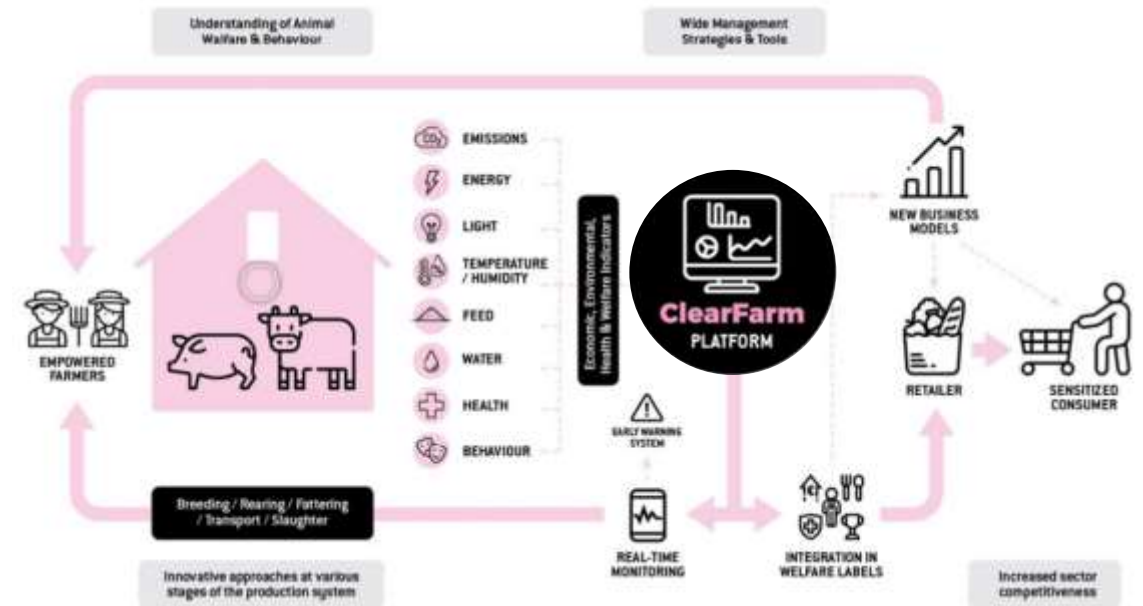 Understanding of Animal
Walfare & Behaviour
Wide Management
Strategies & Tools
EMISSIONS
ENERGY
LIGHT
TEMPERATURE
/ HUMIDITY
FEED
WATER
HEALTH
BEHAVIOUR
Economic, Environmental,
Health & Welfare Indicators
ClearFarm
PLATFORM
NEW BUSINESS
MODELS
EMPOWERED
FARMERS
RETAILER
SENSITIZED
CONSUMER
EARLY WARNING
SYSTEM
Breeding / Rearing / Fattering
/ Transport / Slaughter
REAL-TIME
MONITORING
INTEGRATION IN
WELFARE LABELS
Innovative approaches at various
stages of the production system
Increased sector
competitiveness
CO2